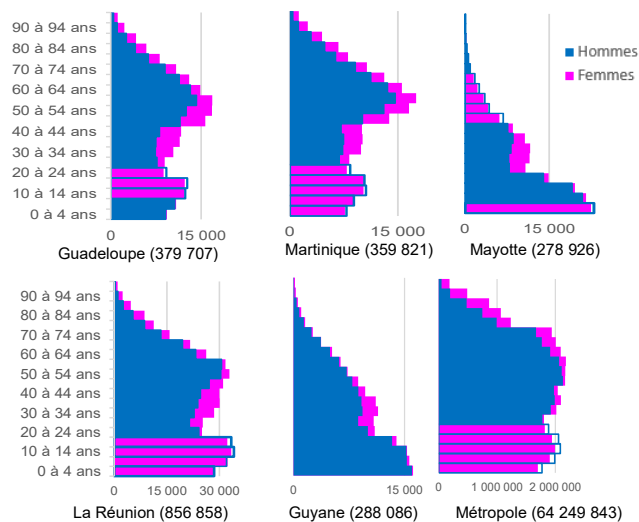 90 à 94 ans
80 à 84 ans
70 à 74 ans
60 à 64 ans
50 à 54 ans
40 à 44 ans
30 à 34 ans
20 à 24 ans
10 à 14 ans
0 à 4 ans
0
15 000
Guadeloupe (379 707)
0
15 000
Martinique (359 821)
Hommes
Femmes
0
15 000
Mayotte (278 926)
90 à 94 ans
80 à 84 ans
70 à 74 ans
60 à 64 ans
50 à 54 ans
40 à 44 ans
30 à 34 ans
20 à 24 ans
10 à 14 ans
0 à 4 ans
0
15 000
30 000
La Réunion (856 858)
0
15 000
Guyane (288 086)
0
1 000 000
2 000 000
Métropole (64 249 843)